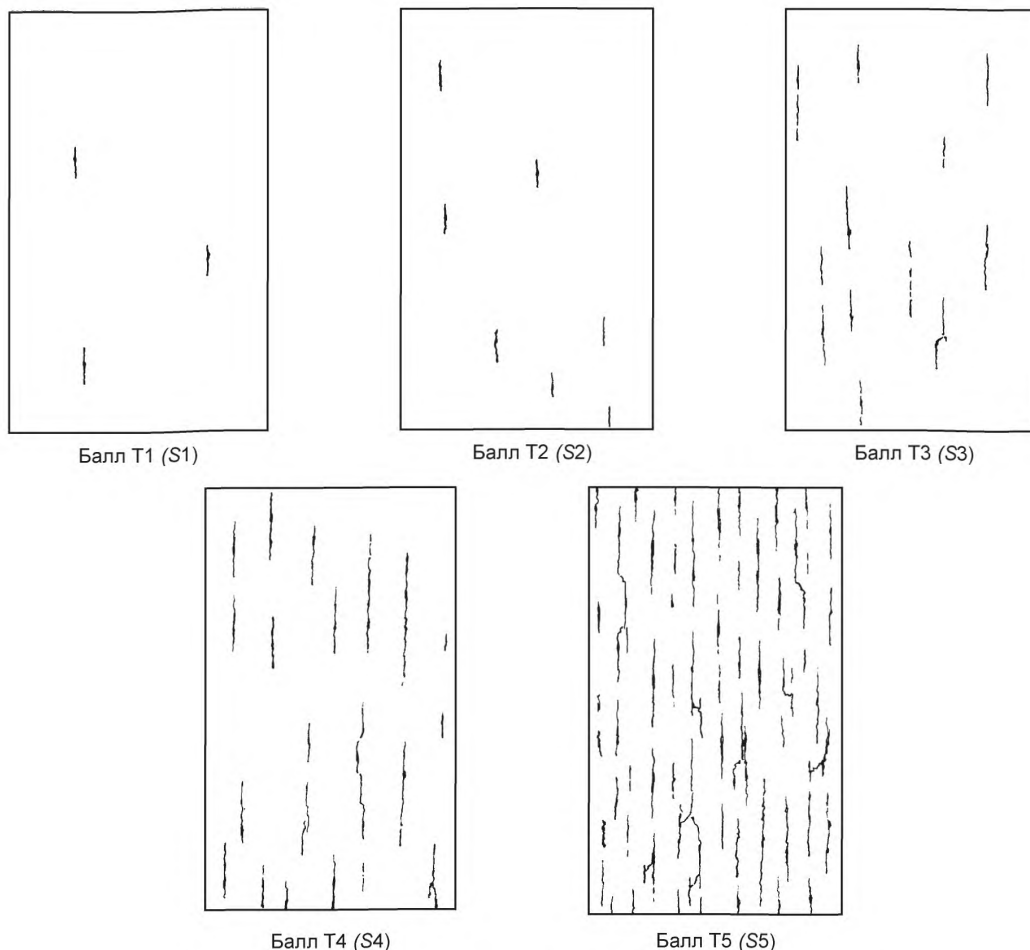 Балл Т1 (S1)
Балл Т2 (S2)
Балл Т3 (S3)
Балл Т4 (S4)
Балл Т5 (S5)